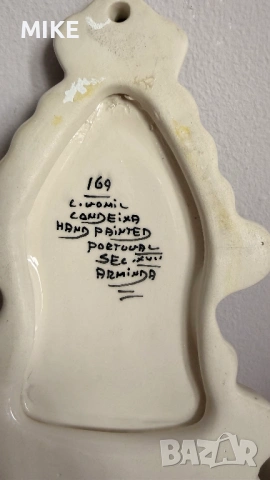 MIKE
169
C.NOMIL
CONDEIXA
HAND PAINTED
PORTUGAL
SEC.XVII
ARMINDA
BAZAR